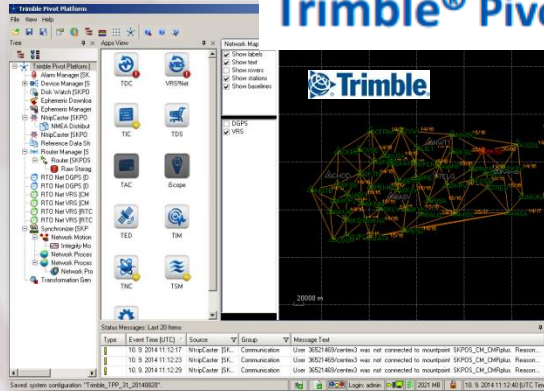 Trimble Pivot Platform
Trimble® Piv
File View Help
Tree
Apps View
Network Map
Trimble Pivot Platform [
Alarm Manager [SK
Device Manager [S
Disk Watch [SKPO
Ephemeris Downloa
Ephemeris Manager
NtripCaster [SKPO
NMEA Distribut
NtripCaster [SKPO
Reference Data Sh
Router Manager [S
Router [SKPOS
Raw Storag
RTO Net DGPS [D
RTO Net DGPS [D
RTO Net VRS [CM
RTO Net VRS [CM
RTO Net VRS [RTC
RTO Net VRS [RTC
Synchronizer [SKP
Network Motion
Integrity Mo
Network Proces
Network Proces
Network Pro
Transformation Gen
TDC
VRS³Net
TIC
TDS
TAC
iScope
TED
TIM
TNC
TSM
Show labels
Show text
Show rovers
Show stations
Show baselines
DGPS
VRS
Trimble.
20000 m
Status Messages: Last 20 Items
Type Event Time [UTC] Source Group Message Text
10. 9. 2014 11:12:17 NtripCaster [SK... Communication User 36521469/centex3 was not connected to mountpoint SKPOS_CM_CMRplus. Reason...
10. 9. 2014 11:12:23 NtripCaster [SK... Communication User 36521469/centex3 was not connected to mountpoint SKPOS_CM_CMRplus. Reason...
10. 9. 2014 11:12:29 NtripCaster [SK... Communication User 36521469/centex3 was not connected to mountpoint SKPOS_CM_CMRplus. Reason...
Saved system configuration "Trimble_TPP_21_20140828".
Login: admin
2021 MB
10. 9. 2014 11:12:40 [UTC Tim